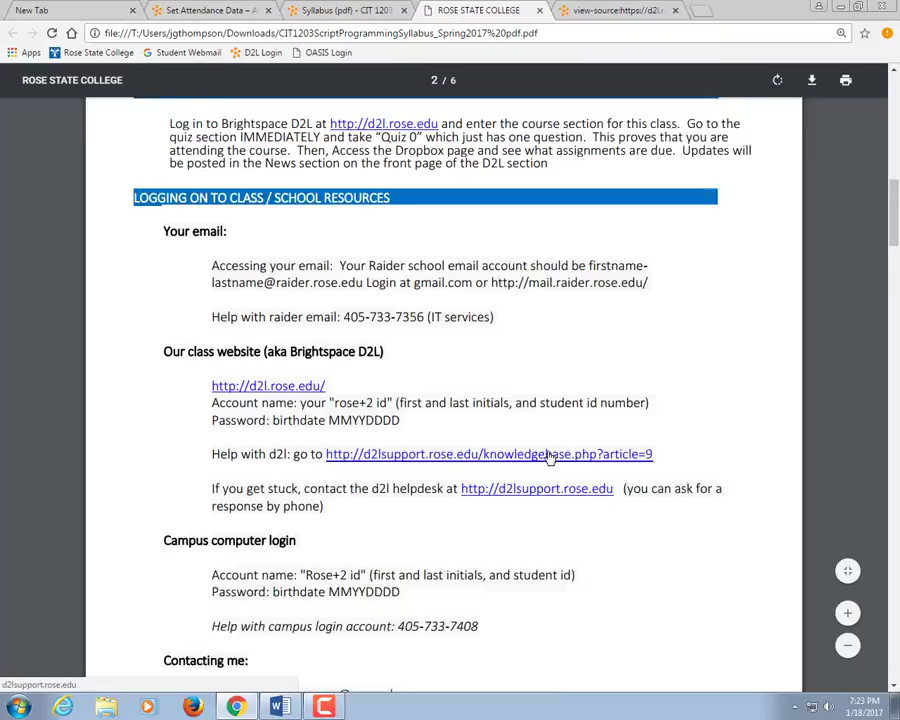 New Tab
Set Attendance Data – A
Syllabus (pdf) - CIT 1203
ROSE STATE COLLEGE
view-source:https://d2l.r
file:///T:/Users/jgthompson/Downloads/CIT1203ScriptProgrammingSyllabus_Spring2017%20pdf.pdf
Apps
Rose State College
Student Webmail
D2L Login
OASIS Login
ROSE STATE COLLEGE
2 / 6
Log in to Brightspace D2L at http://d2l.rose.edu and enter the course section for this class. Go to the
quiz section IMMEDIATELY and take “Quiz 0” which just has one question. This proves that you are
attending the course. Then, Access the Dropbox page and see what assignments are due. Updates will
be posted in the News section on the front page of the D2L section
LOGGING ON TO CLASS / SCHOOL RESOURCES
Your email:
Accessing your email: Your Raider school email account should be firstname-
lastname@raider.rose.edu Login at gmail.com or http://mail.raider.rose.edu/
Help with raider email: 405-733-7356 (IT services)
Our class website (aka Brightspace D2L)
http://d2l.rose.edu/
Account name: your "rose+2 id" (first and last initials, and student id number)
Password: birthdate MMYYDDDD
Help with d2l: go to http://d2lsupport.rose.edu/knowledgebase.php?article=9
If you get stuck, contact the d2l helpdesk at http://d2lsupport.rose.edu (you can ask for a
response by phone)
Campus computer login
Account name: "Rose+2 id" (first and last initials, and student id)
Password: birthdate MMYYDDDD
Help with campus login account: 405-733-7408
Contacting me:
d2lsupport.rose.edu
7:23 PM
1/18/2017